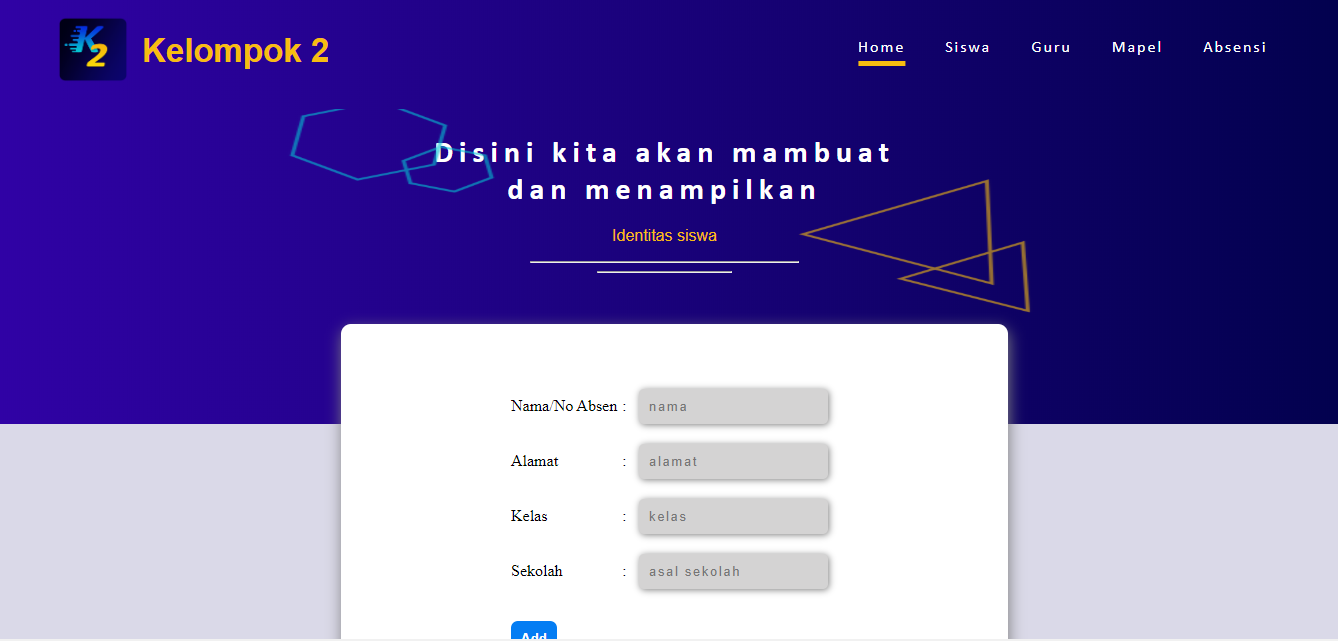 K2
Kelompok 2
Home Siswa Guru Mapel Absensi
Disini kita akan mambuat
dan menampilkan
Identitas siswa
Nama/No Absen : nama
Alamat : alamat
Kelas : kelas
Sekolah : asal sekolah
Add